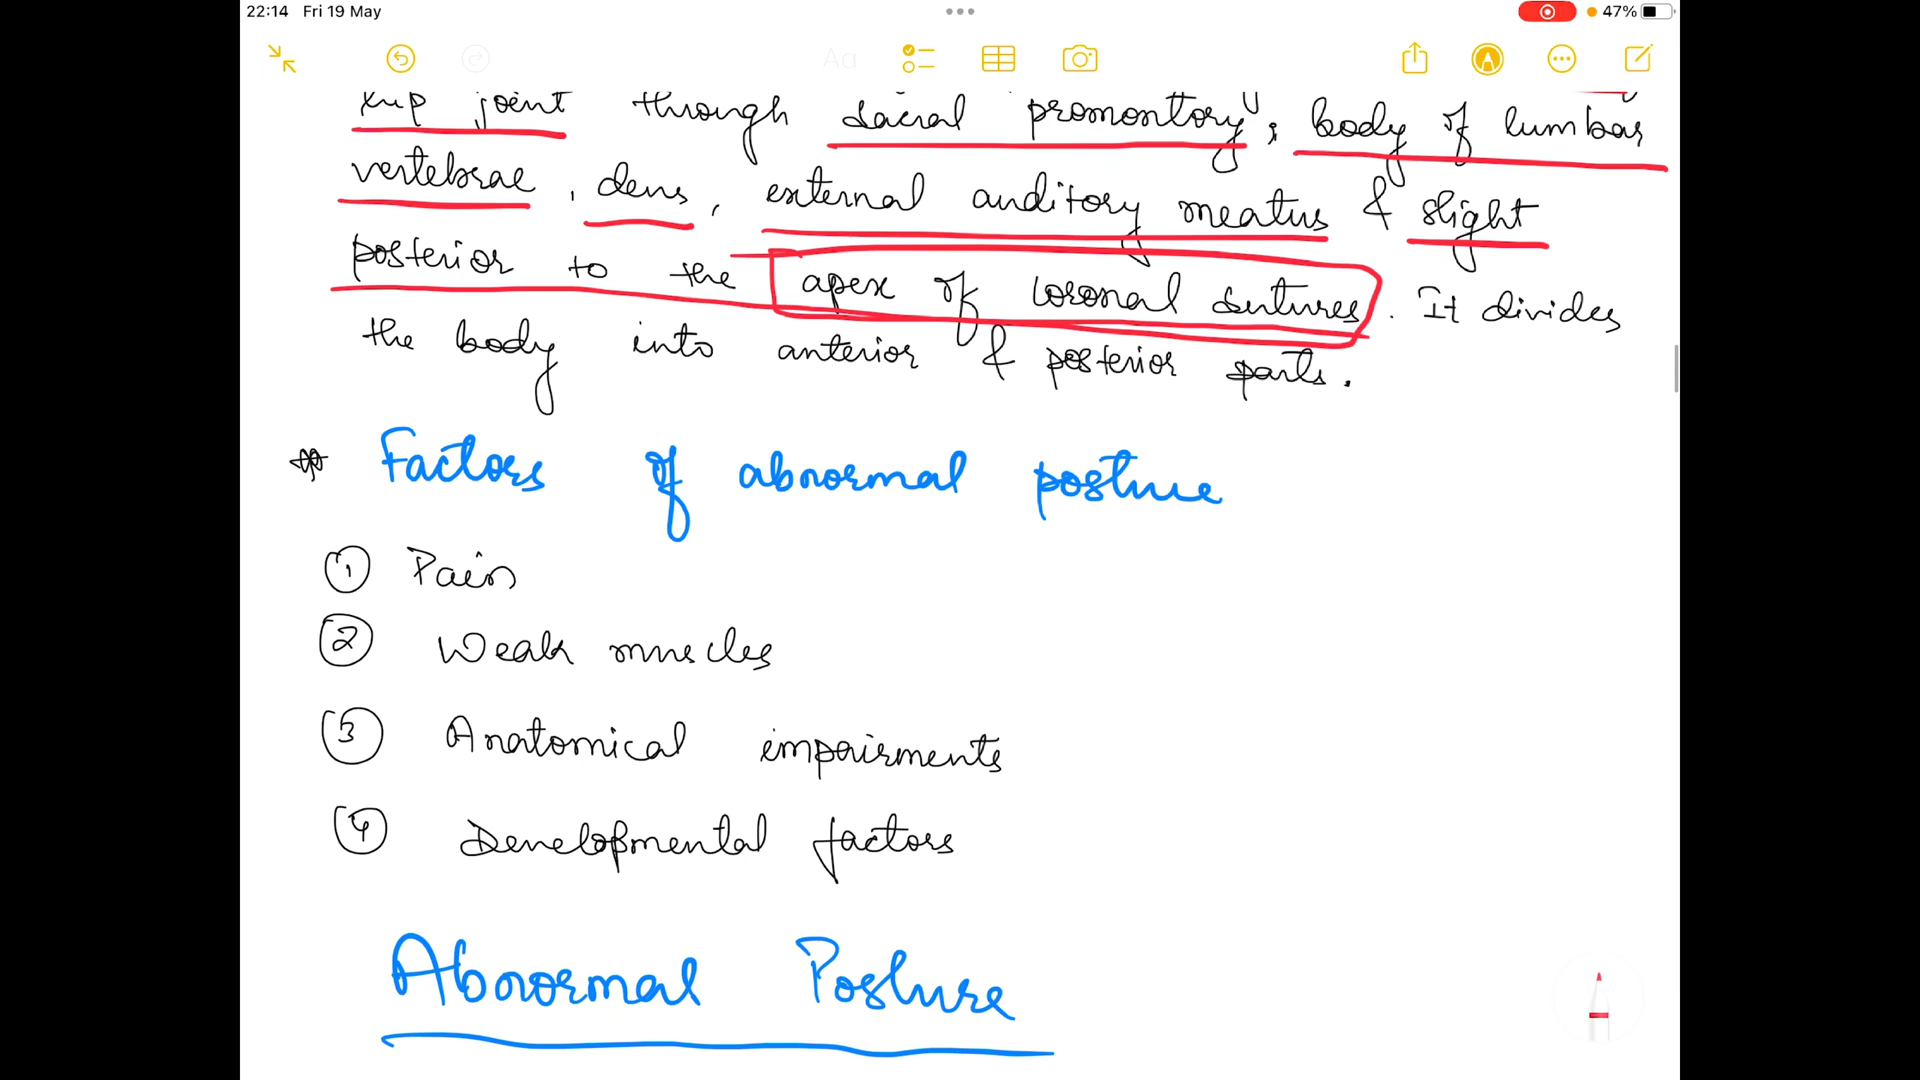 22:14 Fri 19 May
47%
Aa
joint through sacral promontory, body of lumbar
vertebrae, dens, external auditory meatus & slight
posterior to the apex of coronal sutures. It divides
the body into anterior & posterior parts.
Factors of abnormal posture
1 Pain
2 Weak muscles
3 Anatomical impairments
4 Developmental factors
Abnormal Posture